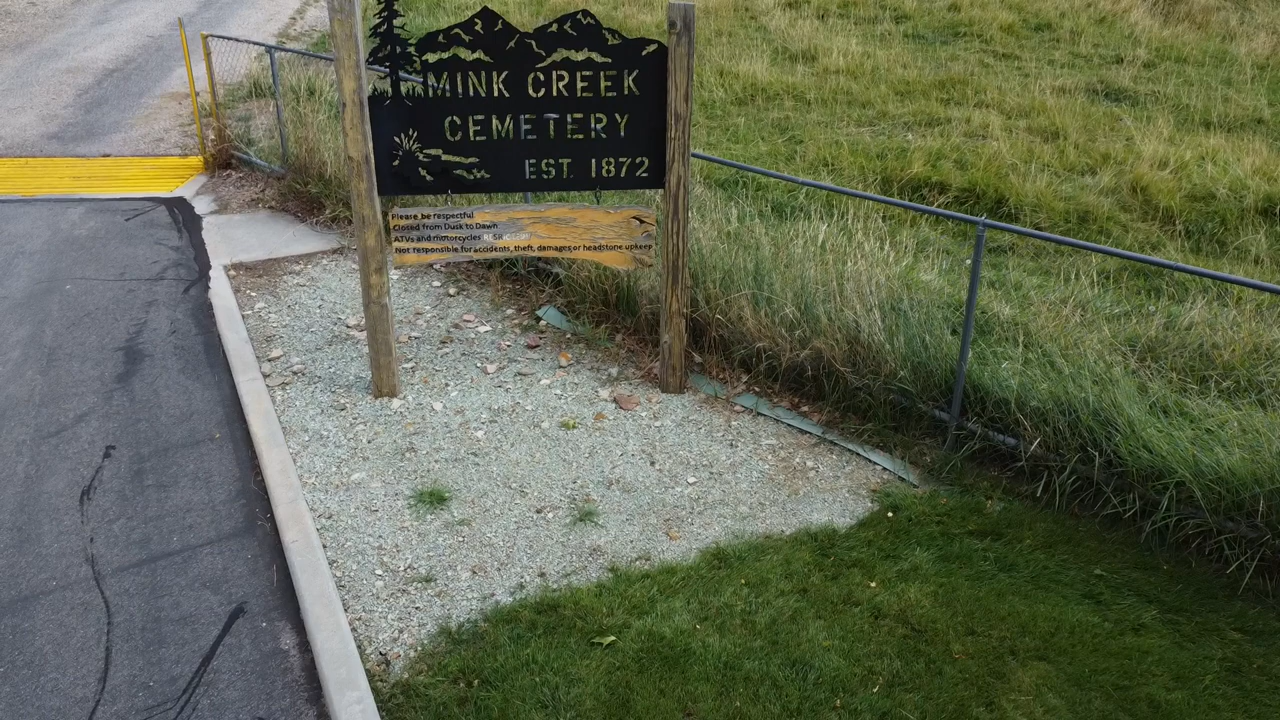 MINK CREEK
CEMETERY
EST. 1872
Please be respectful
Closed from Dusk to Dawn
ATVs and motorcycles
Not responsible for accidents, theft, damages or headstone upkeep